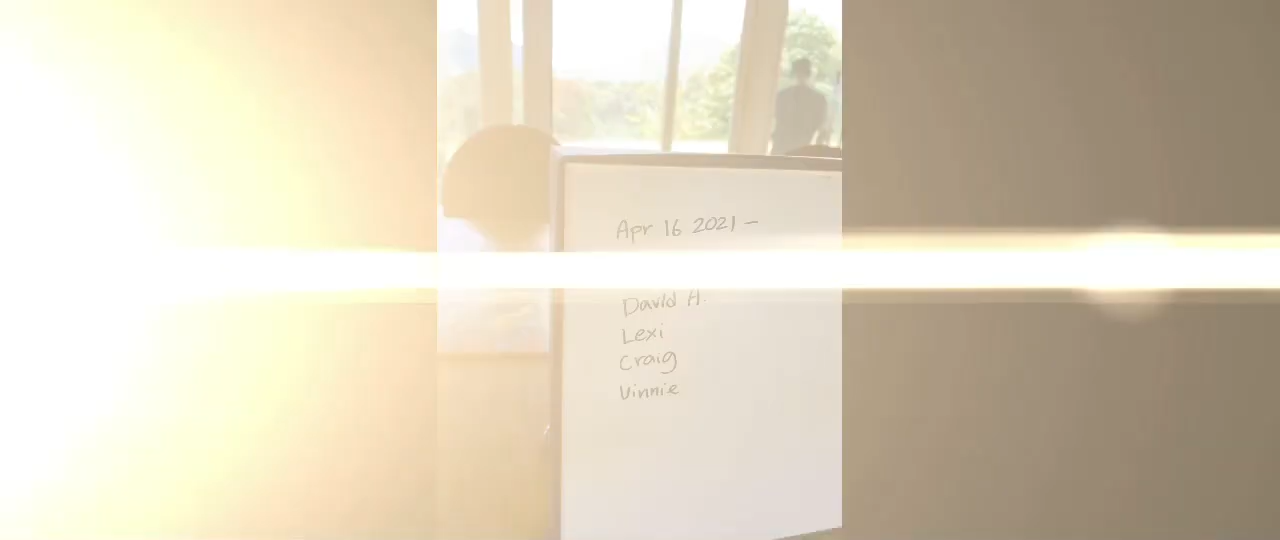 Apr 16 2021 —
David H.
Lexi
Craig
Vinnie